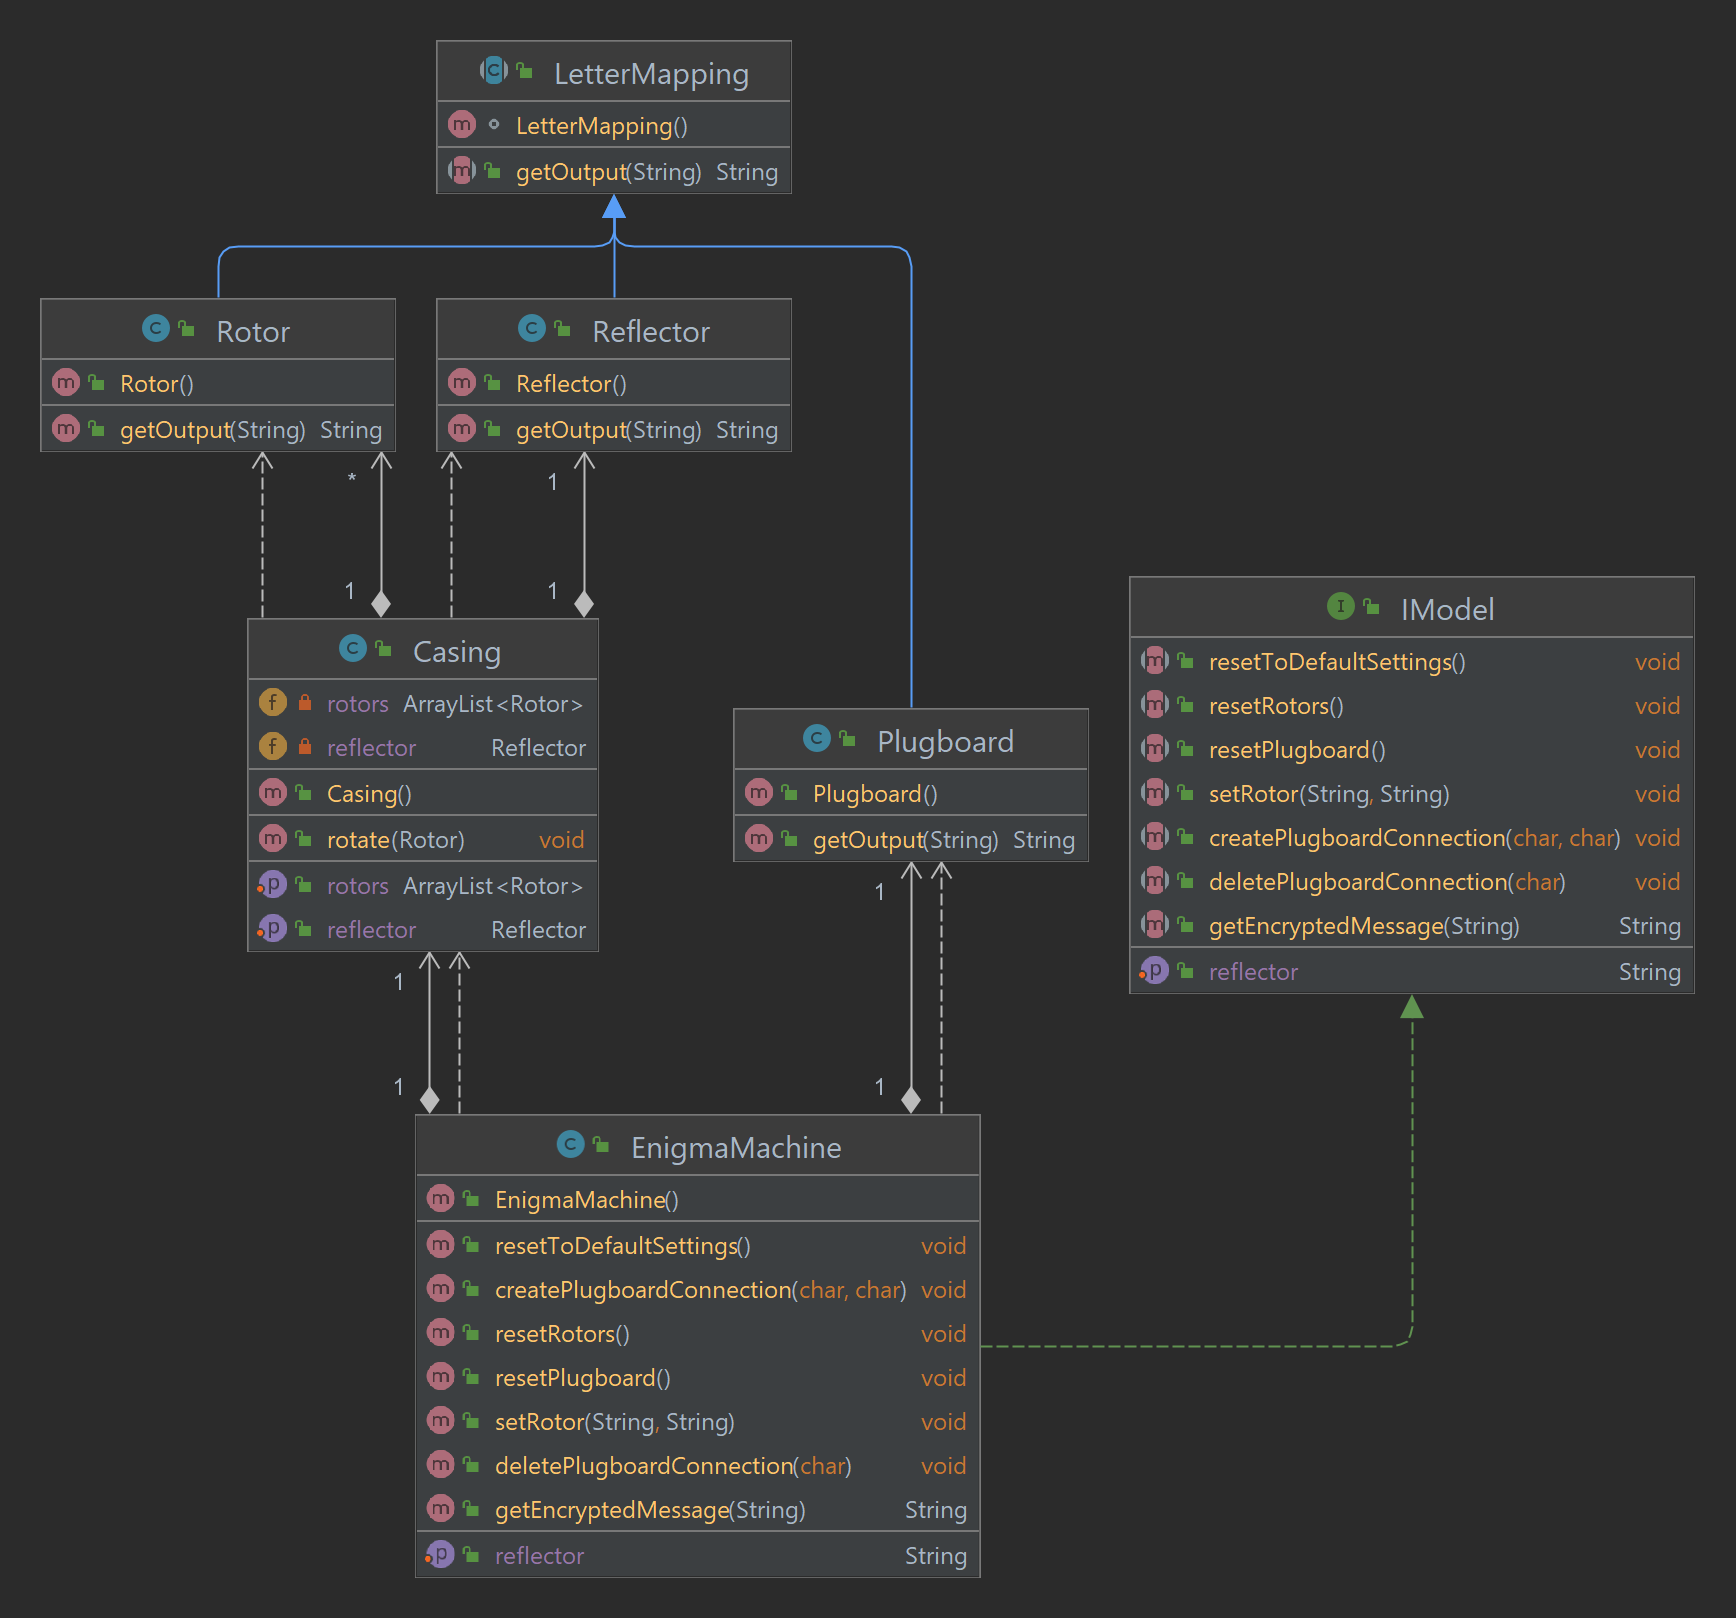 LetterMapping
LetterMapping()
getOutput(String) String
Rotor
Rotor()
getOutput(String) String
Reflector
Reflector()
getOutput(String) String
* 1
1 1
Casing
rotors ArrayList<Rotor>
reflector Reflector
Casing()
rotate(Rotor) void
rotors ArrayList<Rotor>
reflector Reflector
Plugboard
Plugboard()
getOutput(String) String
IModel
resetToDefaultSettings() void
resetRotors() void
resetPlugboard() void
setRotor(String, String) void
createPlugboardConnection(char, char) void
deletePlugboardConnection(char) void
getEncryptedMessage(String) String
reflector String
1 1
1 1
EnigmaMachine
EnigmaMachine()
resetToDefaultSettings() void
createPlugboardConnection(char, char) void
resetRotors() void
resetPlugboard() void
setRotor(String, String) void
deletePlugboardConnection(char) void
getEncryptedMessage(String) String
reflector String